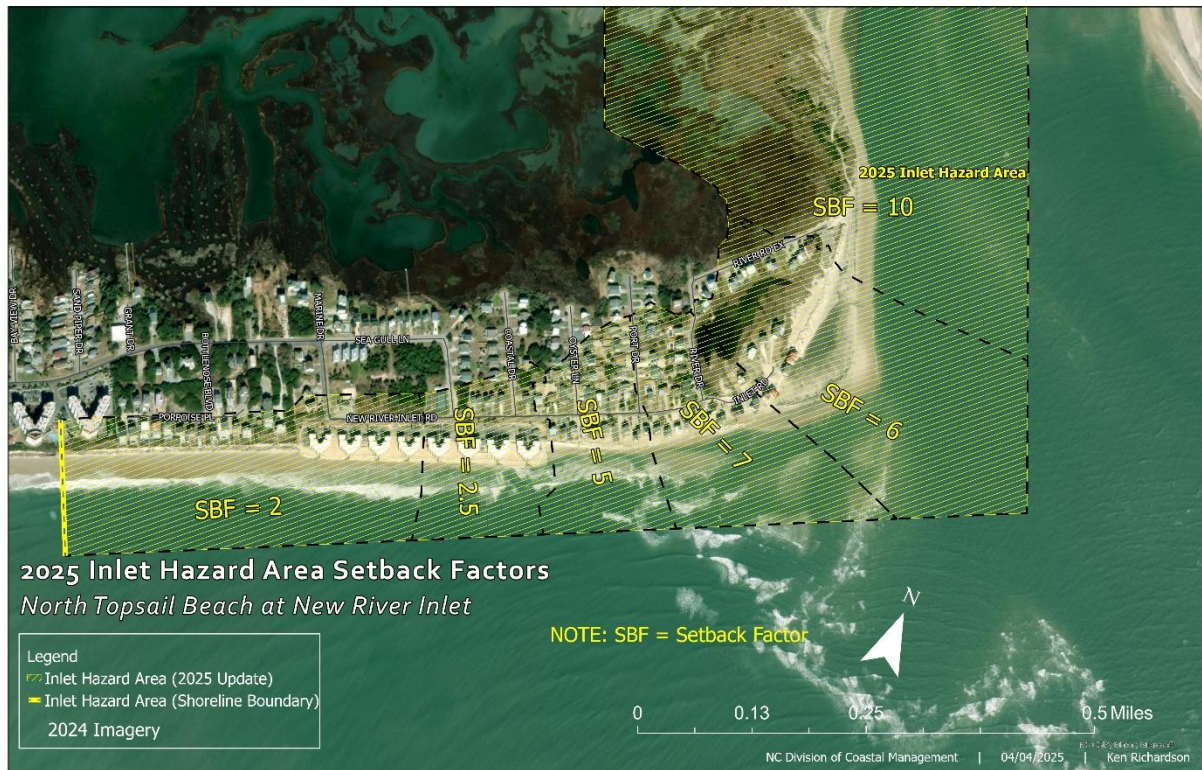 2025 Inlet Hazard Area
SBF = 10
RIVER RD EX
BAY VIEW DR
SAND PIPER DR
GRANT DR
BOTTLENOSE BLVD
MARINE DR
SEA GULL LN
COASTAL DR
OYSTER LN
PORT DR
RIVER DR
INLET RD
PORPOISE PL
NEW RIVER INLET RD
SBF = 2
SBF = 2.5
SBF = 5
SBF = 7
SBF = 6
2025 Inlet Hazard Area Setback Factors
North Topsail Beach at New River Inlet
NOTE: SBF = Setback Factor
N
Legend
Inlet Hazard Area (2025 Update)
Inlet Hazard Area (Shoreline Boundary)
2024 Imagery
0 0.13 0.25 0.5 Miles
NC Division of Coastal Management | 04/04/2025 | Ken Richardson